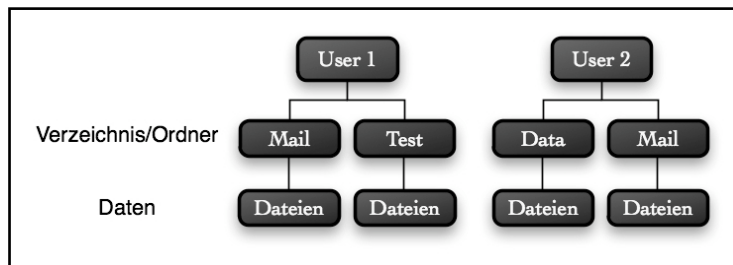 User 1 User 2
Verzeichnis/Ordner Mail Test Data Mail
Daten Dateien Dateien Dateien Dateien